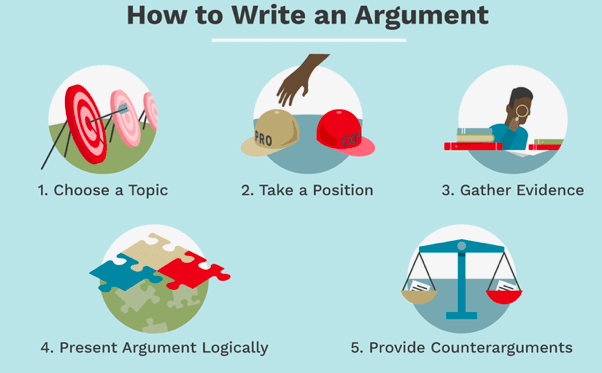 How to Write an Argument
1. Choose a Topic
PRO
CON
2. Take a Position
3. Gather Evidence
4. Present Argument Logically
5. Provide Counterarguments